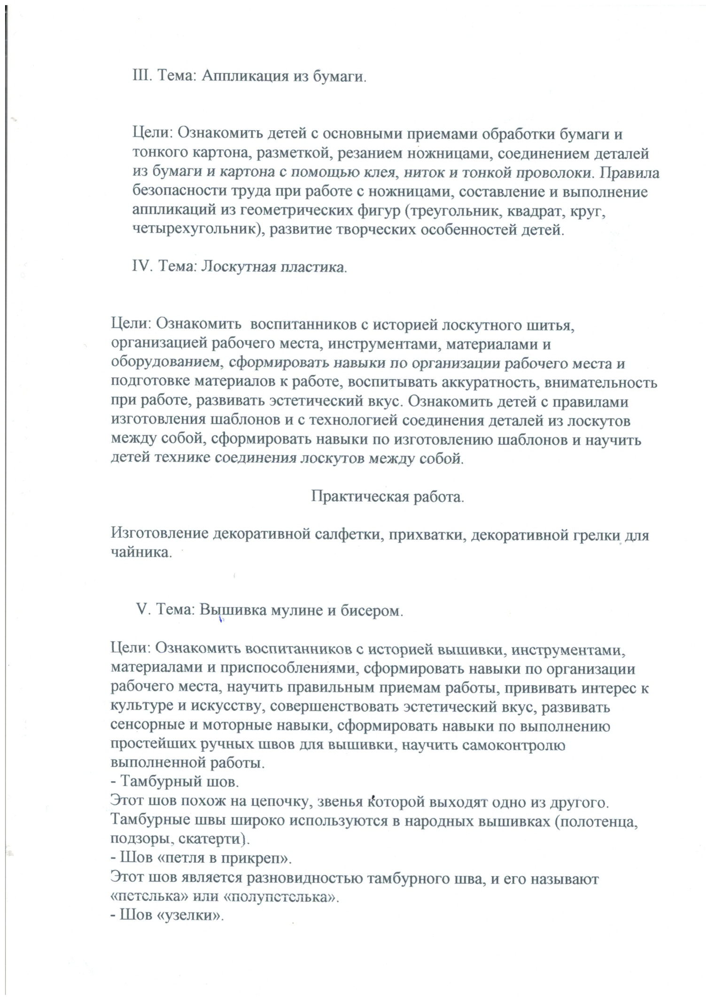 III. Тема: Аппликация из бумаги.
Цели: Ознакомить детей с основными приемами обработки бумаги и
тонкого картона, разметкой, резанием ножницами, соединением деталей
из бумаги и картона с помощью клея, ниток и тонкой проволоки. Правила
безопасности труда при работе с ножницами, составление и выполнение
аппликаций из геометрических фигур (треугольник, квадрат, круг,
четырехугольник), развитие творческих особенностей детей.
IV. Тема: Лоскутная пластика.
Цели: Ознакомить воспитанников с историей лоскутного шитья,
организацией рабочего места, инструментами, материалами и
оборудованием, сформировать навыки по организации рабочего места и
подготовке материалов к работе, воспитывать аккуратность, внимательность
при работе, развивать эстетический вкус. Ознакомить детей с правилами
изготовления шаблонов и с технологией соединения деталей из лоскутов
между собой, сформировать навыки по изготовлению шаблонов и научить
детей технике соединения лоскутов между собой.
Практическая работа.
Изготовление декоративной салфетки, прихватки, декоративной грелки для
чайника.
V. Тема: Вышивка мулине и бисером.
Цели: Ознакомить воспитанников с историей вышивки, инструментами,
материалами и приспособлениями, сформировать навыки по организации
рабочего места, научить правильным приемам работы, прививать интерес к
культуре и искусству, совершенствовать эстетический вкус, развивать
сенсорные и моторные навыки, сформировать навыки по выполнению
простейших ручных швов для вышивки, научить самоконтролю
выполненной работы.
- Тамбурный шов.
Этот шов похож на цепочку, звенья которой выходят одно из другого.
Тамбурные швы широко используются в народных вышивках (полотенца,
подзоры, скатерти).
- Шов «петля в прикреп».
Этот шов является разновидностью тамбурного шва, и его называют
«петелька» или «полупетелька».
- Шов «узелки».